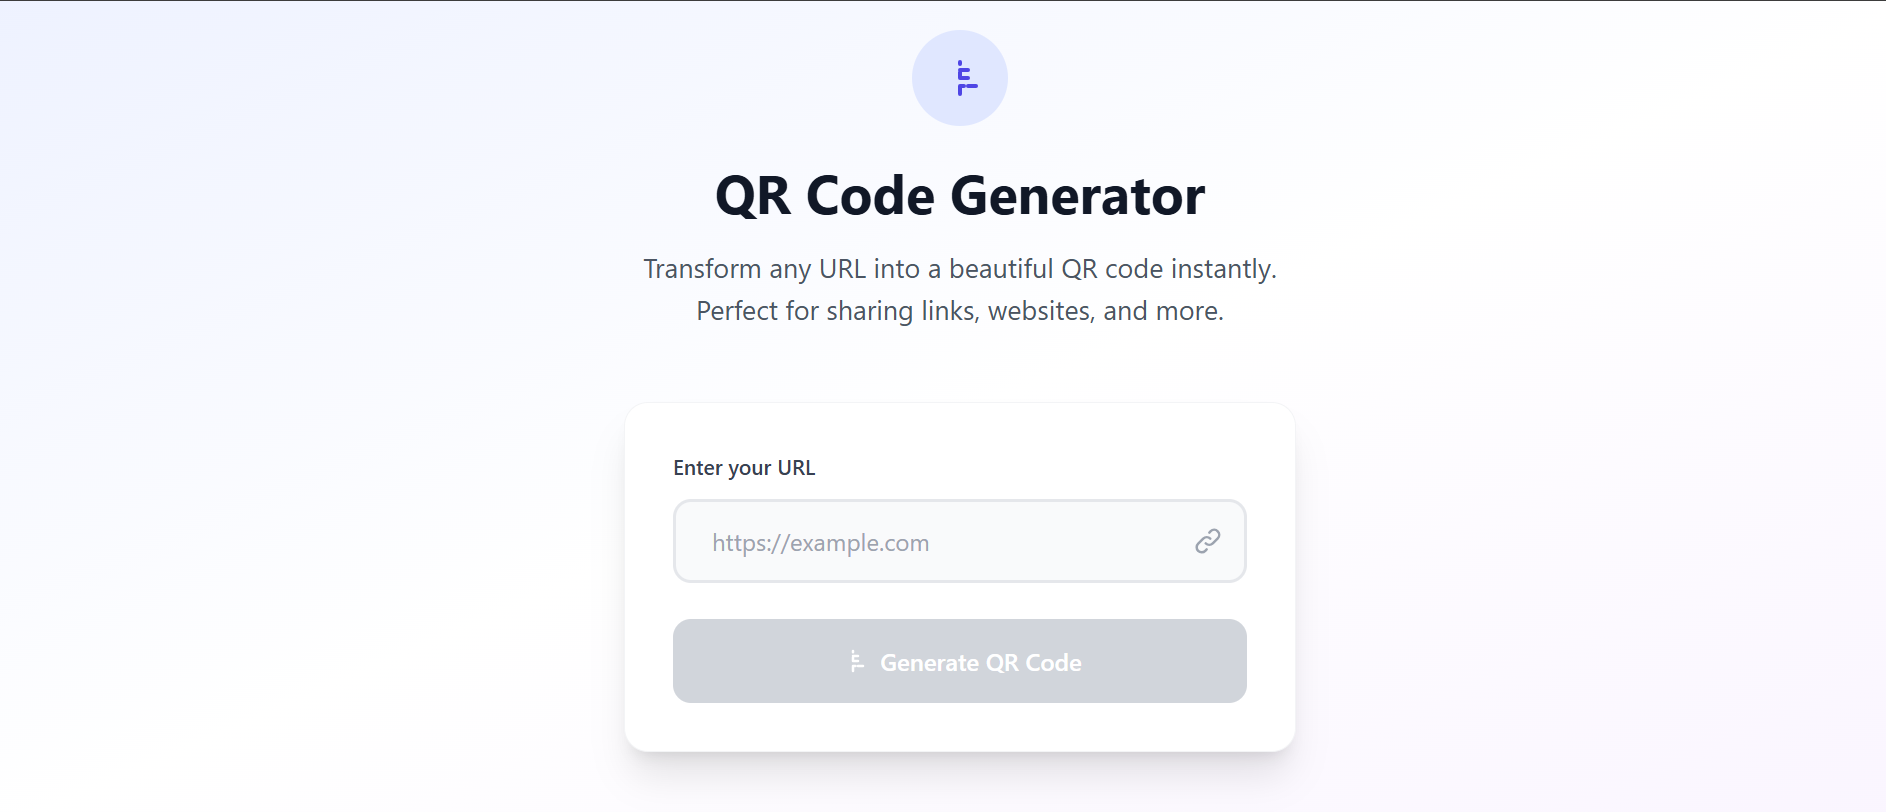 QR Code Generator
Transform any URL into a beautiful QR code instantly.
Perfect for sharing links, websites, and more.
Enter your URL
https://example.com
Generate QR Code